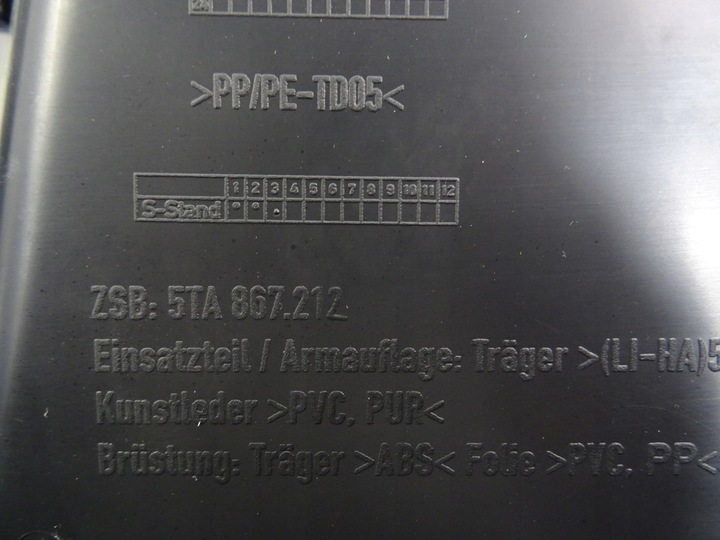 >PP/PE-TD05<
1 2 3 4 5 6 7 8 9 10 11 12
S-Stand
ZSB: 5TA 867.212
Einsatzteil / Armauflage: Träger >(LI-HA)5
Kunstleder >PVC, PUR<
Brüstung: Träger >ABS< Folie >PVC, PP<